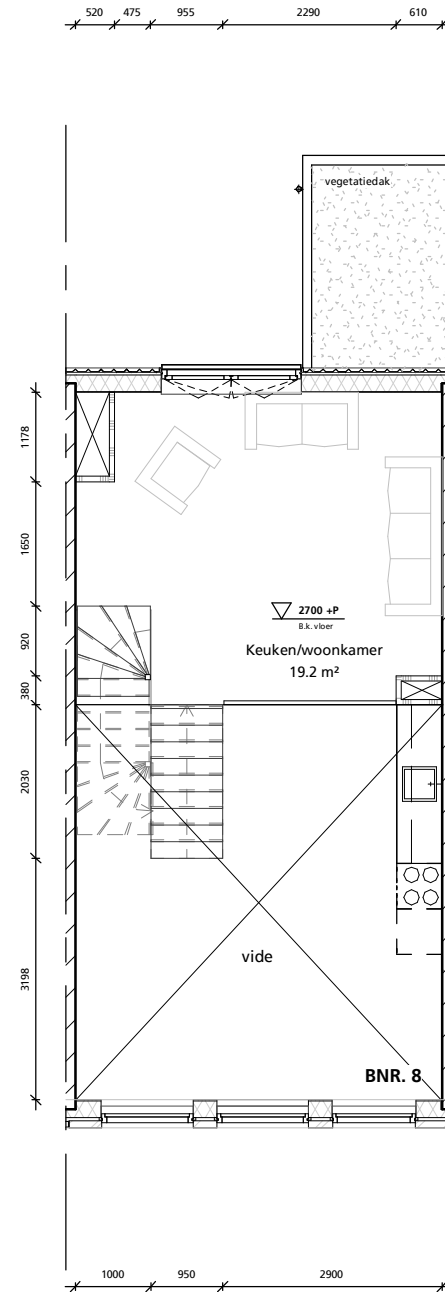 520 475 955 2290 610
vegetatiedak
1178
1650
2700 +P
B.k. vloer
920
Keuken/woonkamer
19.2 m²
380
2030
vide
3198
BNR. 8
1000 950 2900